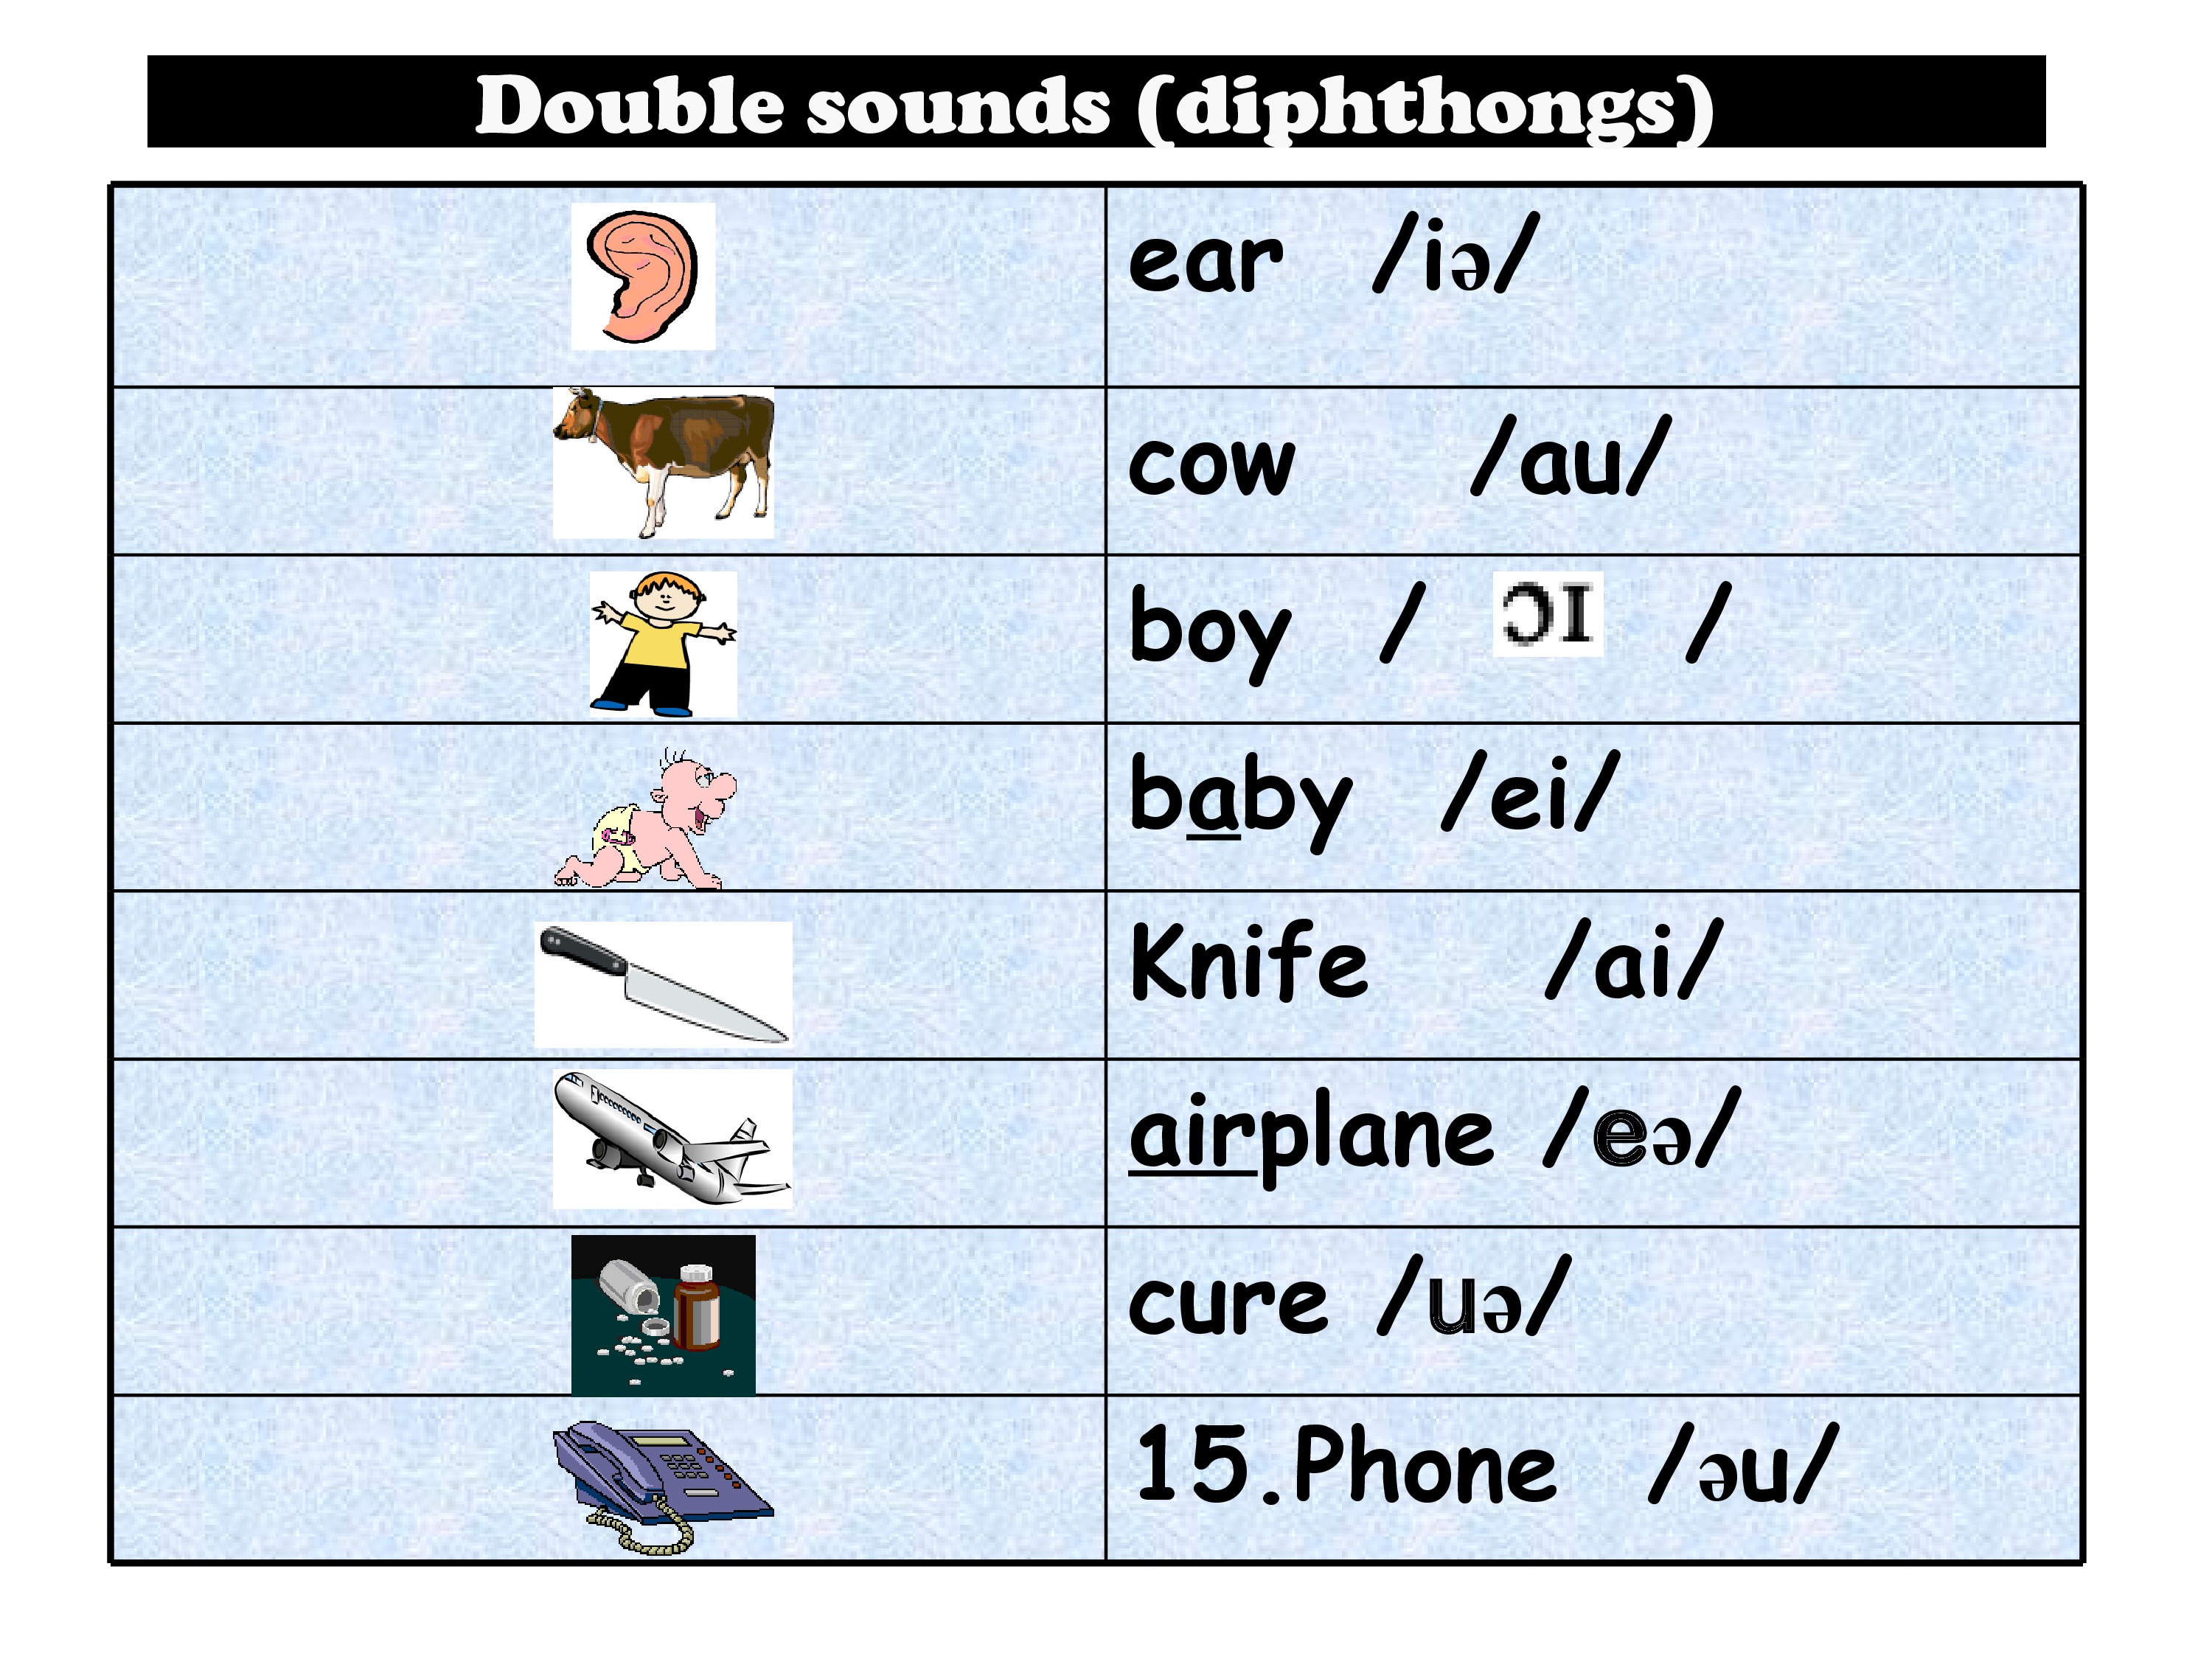 Double sounds (diphthongs)
ear /iə/
cow /au/
boy / ɔɪ /
baby /ei/
Knife /ai/
airplane /eə/
cure /uə/
15.Phone /əu/